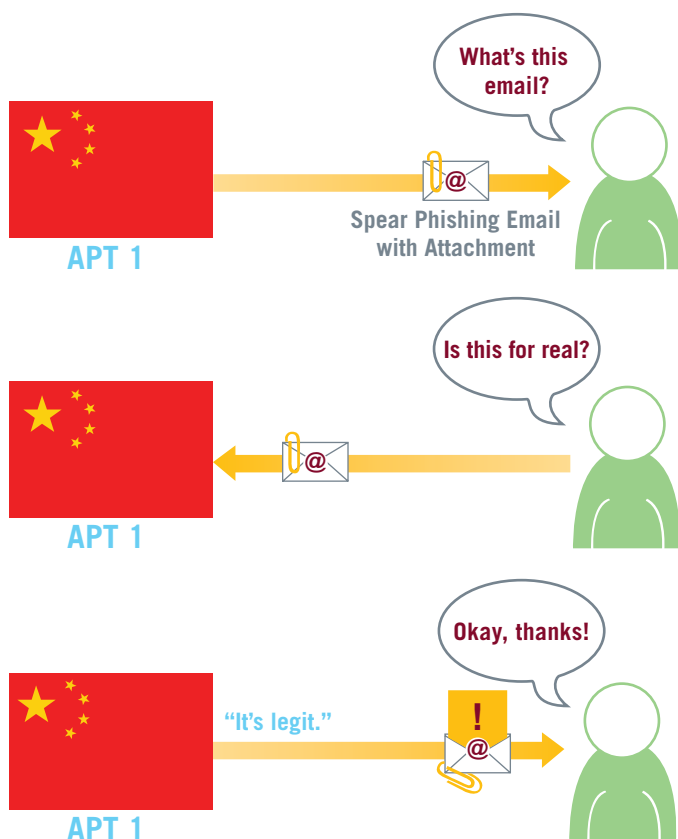 What's this
email?
@
Spear Phishing Email
with Attachment
APT 1
Is this for real?
@
APT 1
Okay, thanks!
“It's legit.”
!
@
APT 1